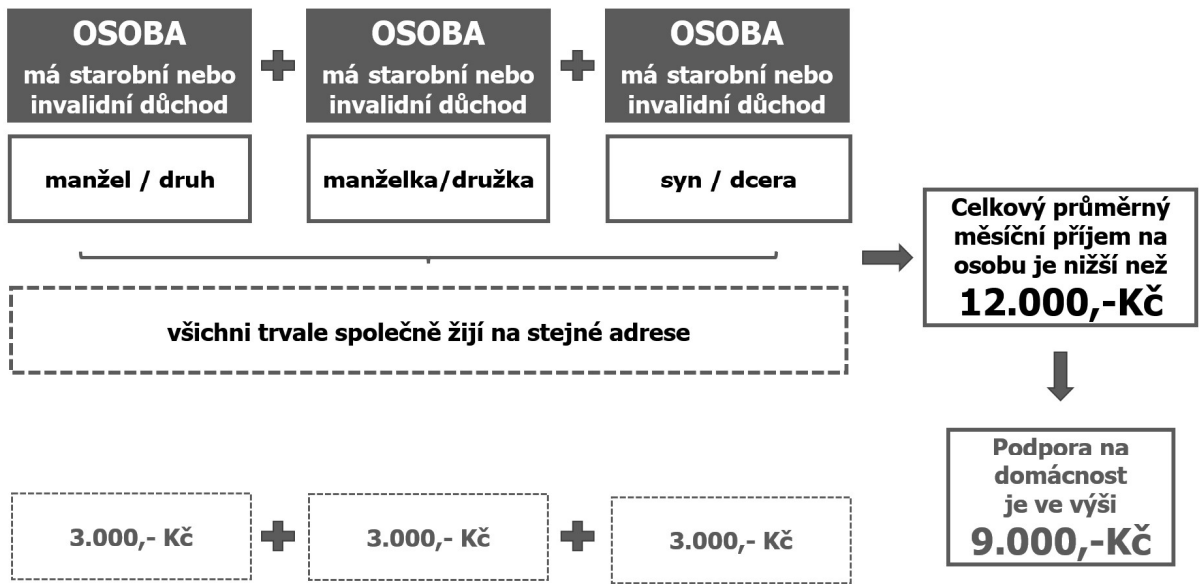 OSOBA
má starobní nebo
invalidní důchod
+
OSOBA
má starobní nebo
invalidní důchod
+
OSOBA
má starobní nebo
invalidní důchod
manžel / druh
manželka/družka
syn / dcera
všichni trvale společně žijí na stejné adrese
Celkový průměrný
měsíční příjem na
osobu je nižší než
12.000,-Kč
Podpora na
domácnost
je ve výši
9.000,-Kč
3.000,- Kč
+
3.000,- Kč
+
3.000,- Kč